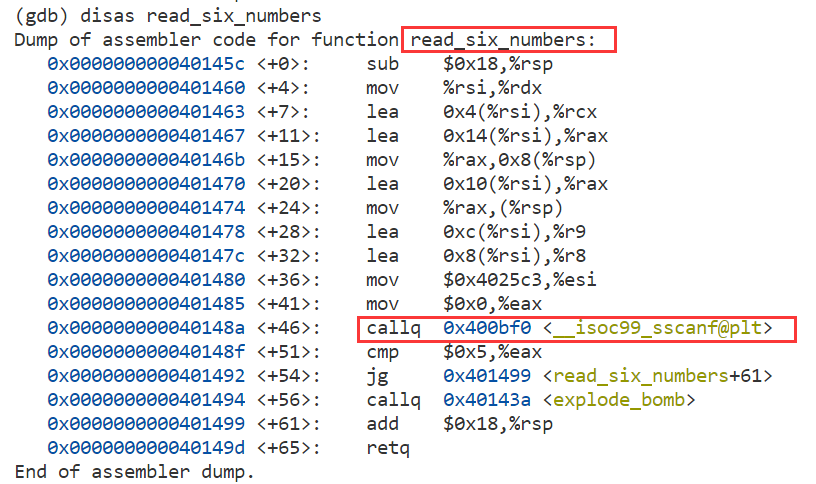 (gdb) disas read_six_numbers
Dump of assembler code for function read_six_numbers:
   0x000000000040145c <+0>:     sub    $0x18,%rsp
   0x0000000000401460 <+4>:     mov    %rsi,%rdx
   0x0000000000401463 <+7>:     lea    0x4(%rsi),%rcx
   0x0000000000401467 <+11>:    lea    0x14(%rsi),%rax
   0x000000000040146b <+15>:    mov    %rax,0x8(%rsp)
   0x0000000000401470 <+20>:    lea    0x10(%rsi),%rax
   0x0000000000401474 <+24>:    mov    %rax,(%rsp)
   0x0000000000401478 <+28>:    lea    0xc(%rsi),%r9
   0x000000000040147c <+32>:    lea    0x8(%rsi),%r8
   0x0000000000401480 <+36>:    mov    $0x4025c3,%esi
   0x0000000000401485 <+41>:    mov    $0x0,%eax
   0x000000000040148a <+46>:    callq  0x400bf0 <__isoc99_sscanf@plt>
   0x000000000040148f <+51>:    cmp    $0x5,%eax
   0x0000000000401492 <+54>:    jg     0x401499 <read_six_numbers+61>
   0x0000000000401494 <+56>:    callq  0x40143a <explode_bomb>
   0x0000000000401499 <+61>:    add    $0x18,%rsp
   0x000000000040149d <+65>:    retq
End of assembler dump.